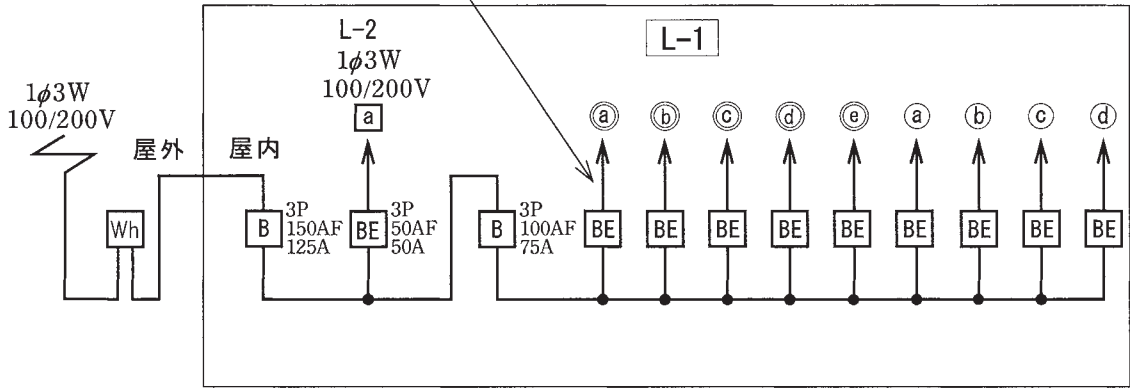 L-2
1φ3W
100/200V
L-1
1φ3W
100/200V
a
ⓐ ⓑ ⓒ ⓓ ⓔ ⓐ ⓑ ⓒ ⓓ
屋外 屋内
Wh
B 3P 150AF 125A
BE 3P 50AF 50A
B 3P 100AF 75A
BE BE BE BE BE BE BE BE BE